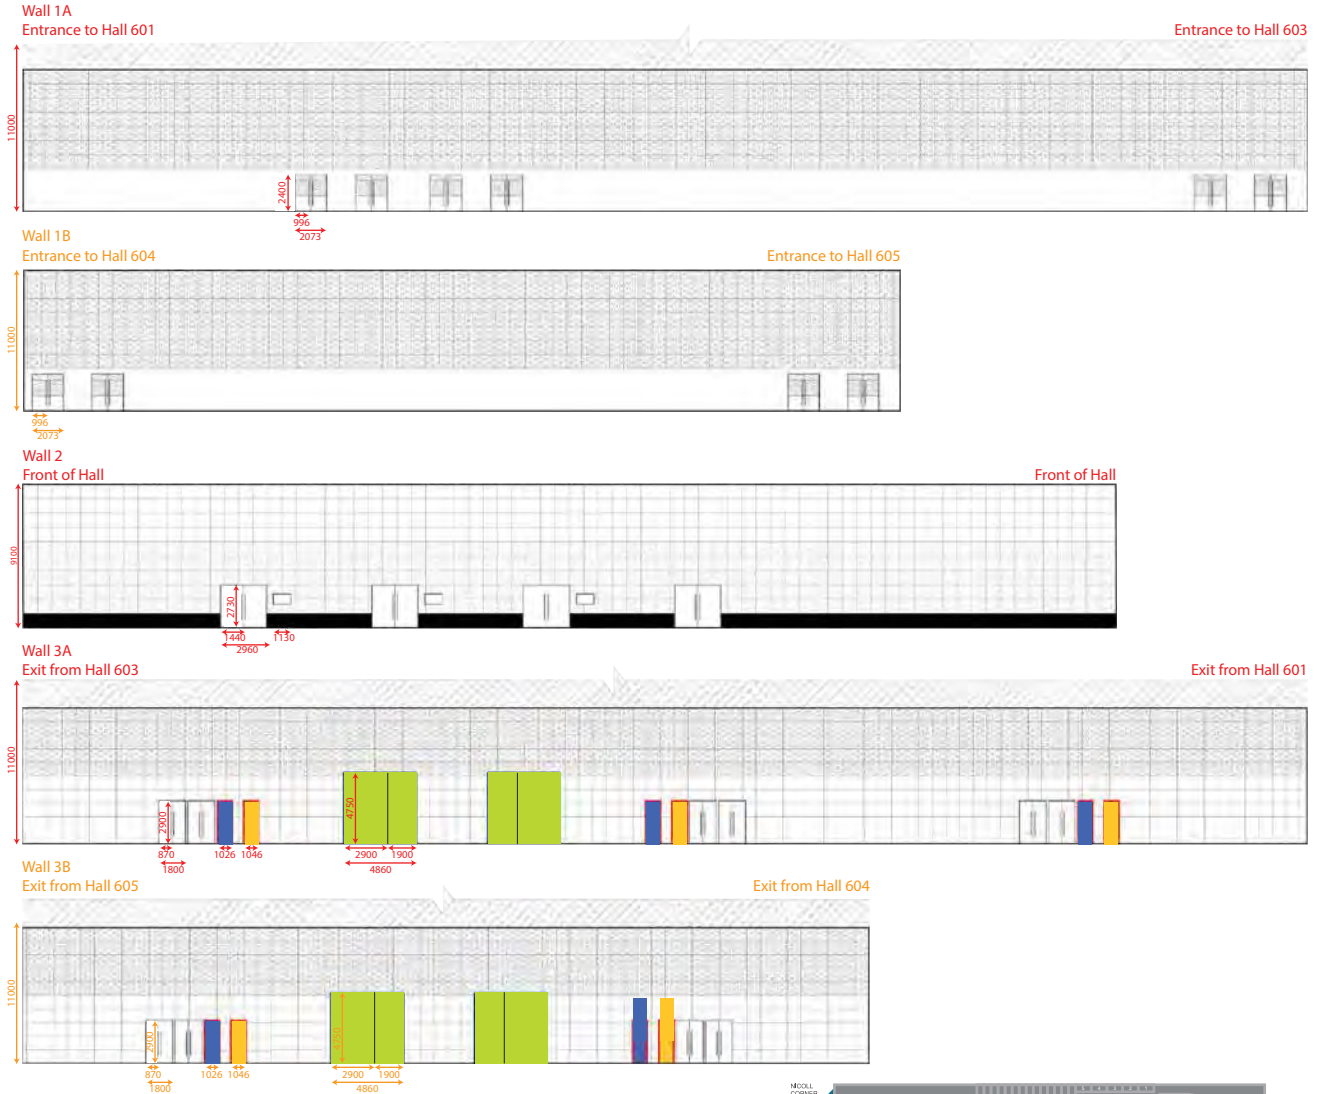 Wall 1A
Entrance to Hall 601
Entrance to Hall 603
11000
2400
996
2073
Wall 1B
Entrance to Hall 604
Entrance to Hall 605
11000
996
2073
Wall 2
Front of Hall
Front of Hall
9100
2730
1440
1130
2960
Wall 3A
Exit from Hall 603
Exit from Hall 601
11000
2900
4750
870
1026
1046
2900
1900
1800
4860
Wall 3B
Exit from Hall 605
Exit from Hall 604
11000
2900
4750
870
1026
1046
2900
1900
1800
4860
NICOLL
CORNER